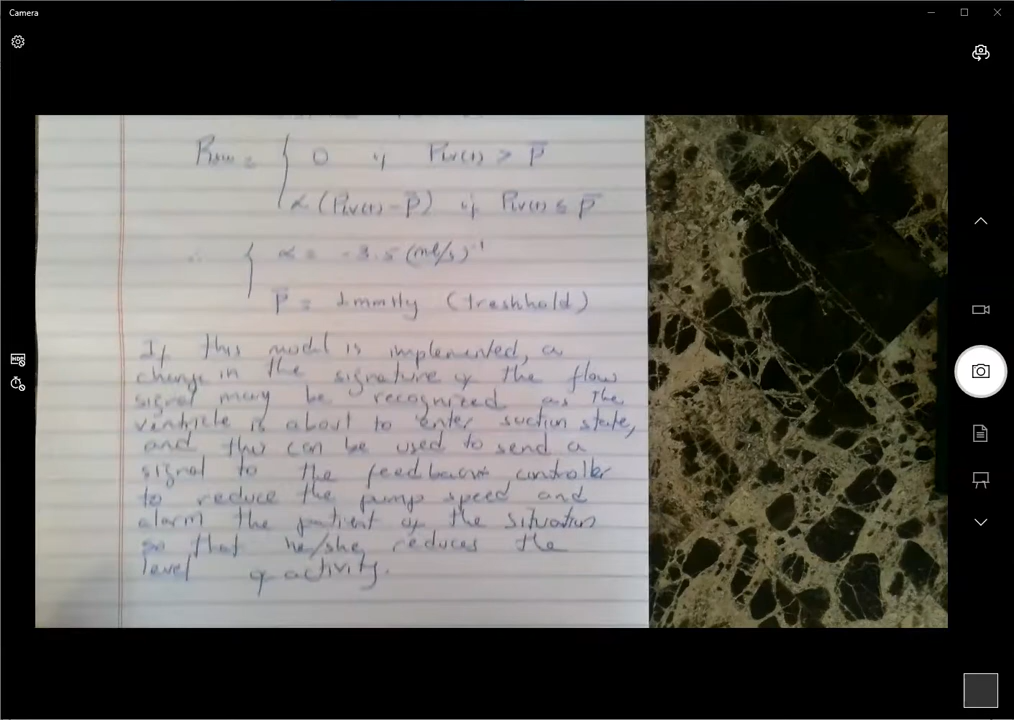 Camera
Rsuc = { 0 if PLV(t) > P̄
α (PLV(t) - P̄) if PLV(t) ≤ P̄
∴ { α = -3.5 (ml/s)⁻¹
P̄ = 1mmHg (treshhold)
If this model is implemented, a
change in the signature of the flow
signal may be recognized as the
ventricle is about to enter suction state,
and this can be used to send a
signal to the feedback controller
to reduce the pump speed and
alarm the patient of the situation
so that he/she reduces the
level of activity.